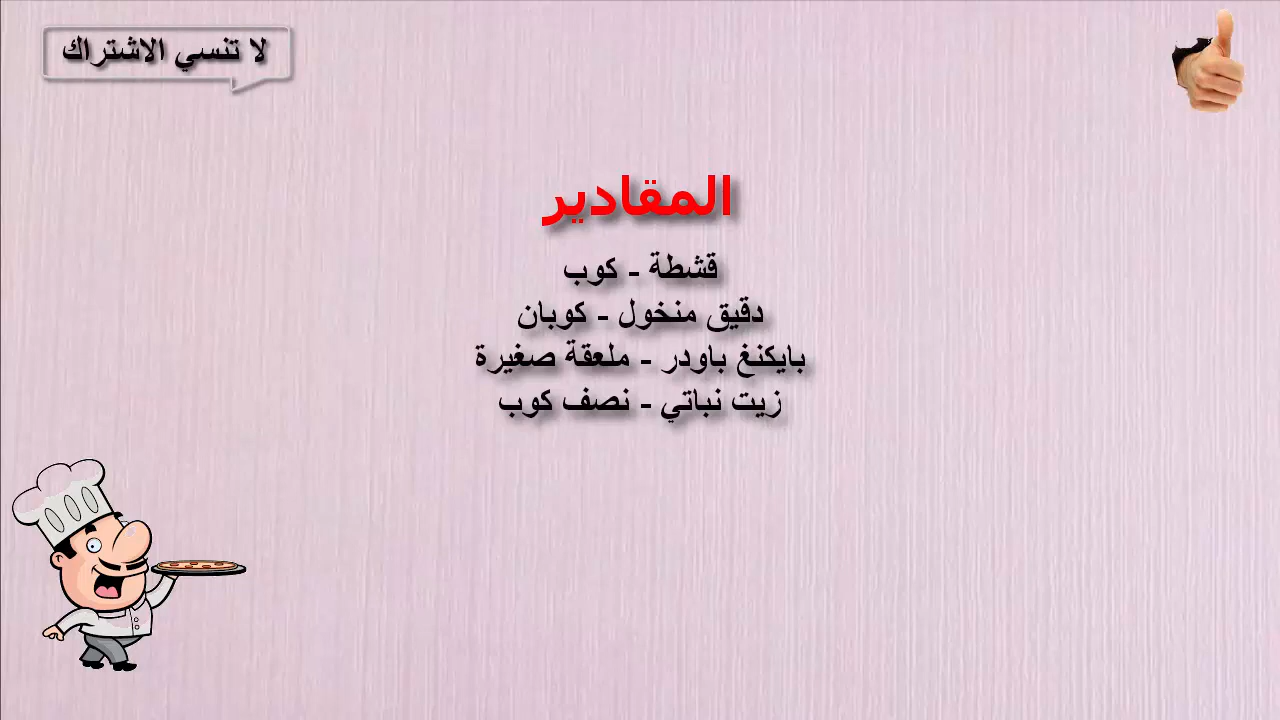 لا تنسي الاشتراك
المقادير
قشطة - كوب
دقيق منخول - كوبان
بايكنغ باودر - ملعقة صغيرة
زيت نباتي - نصف كوب